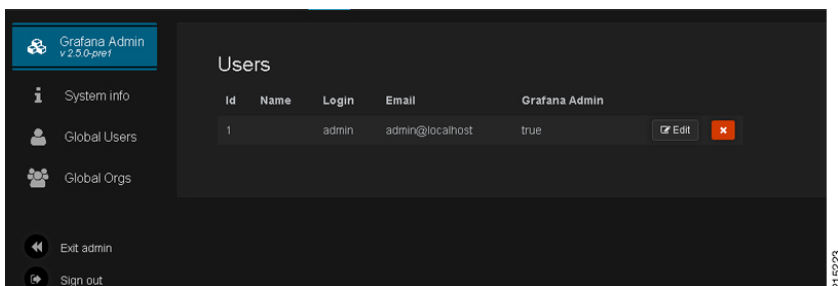 Grafana Admin
v 2.5.0-pre1
System info
Global Users
Global Orgs
Exit admin
Sign out
Users
Id Name Login Email Grafana Admin
1 admin admin@localhost true Edit